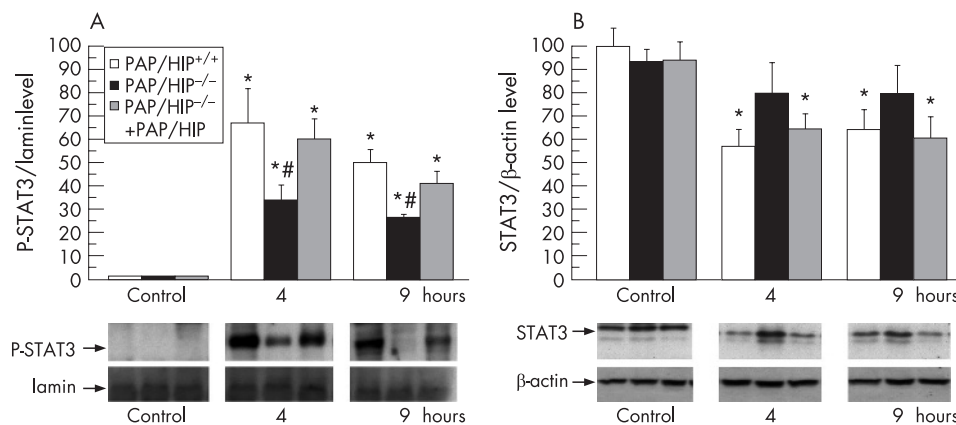 A
P-STAT3/laminlevel
100
90
80
70
60
50
40
30
20
10
0
PAP/HIP+/+
PAP/HIP−/−
PAP/HIP−/−
+PAP/HIP
*
*#
*
*
*#
*
Control 4 9 hours
P-STAT3
lamin
Control 4 9 hours
B
STAT3/β-actin level
100
90
80
70
60
50
40
30
20
10
0
*
*
*
*
Control 4 9 hours
STAT3
β-actin
Control 4 9 hours